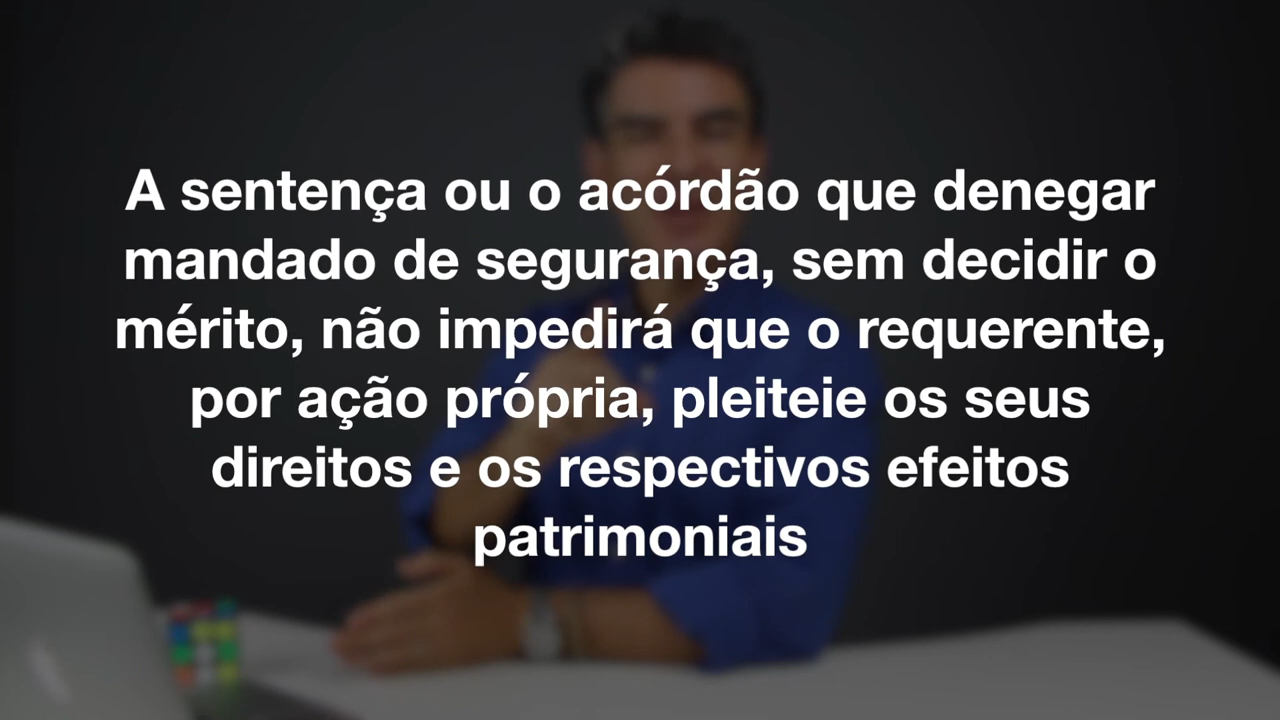 A sentença ou o acórdão que denegar
mandado de segurança, sem decidir o
mérito, não impedirá que o requerente,
por ação própria, pleiteie os seus
direitos e os respectivos efeitos
patrimoniais